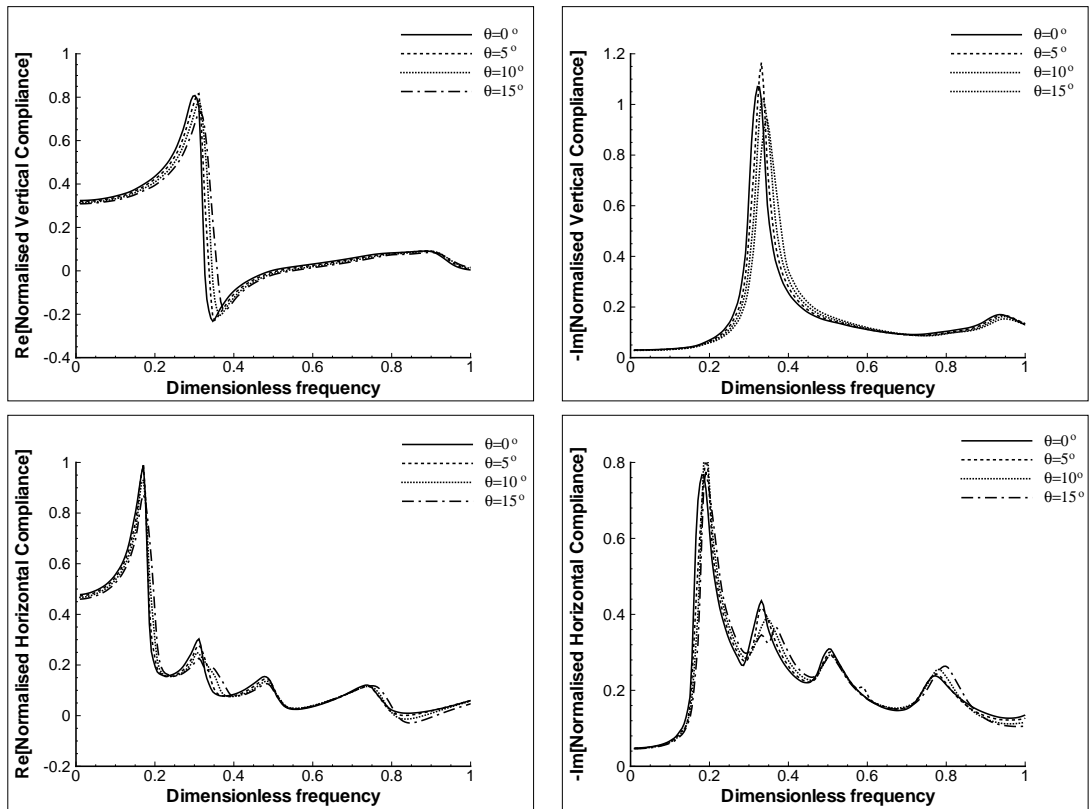 θ=0°
θ=5°
θ=10°
θ=15°
Re[Normalised Vertical Compliance]
1
0.8
0.6
0.4
0.2
0
-0.2
-0.4
0
0.2
0.4
0.6
0.8
1
Dimensionless frequency
θ=0°
θ=5°
θ=10°
θ=15°
-Im[Normalised Vertical Compliance]
1.2
1
0.8
0.6
0.4
0.2
0
0
0.2
0.4
0.6
0.8
1
Dimensionless frequency
θ=0°
θ=5°
θ=10°
θ=15°
Re[Normalised Horizontal Compliance]
1
0.8
0.6
0.4
0.2
0
-0.2
0
0.2
0.4
0.6
0.8
1
Dimensionless frequency
θ=0°
θ=5°
θ=10°
θ=15°
-Im[Normalised Horizontal Compliance]
0.8
0.6
0.4
0.2
0
0
0.2
0.4
0.6
0.8
1
Dimensionless frequency